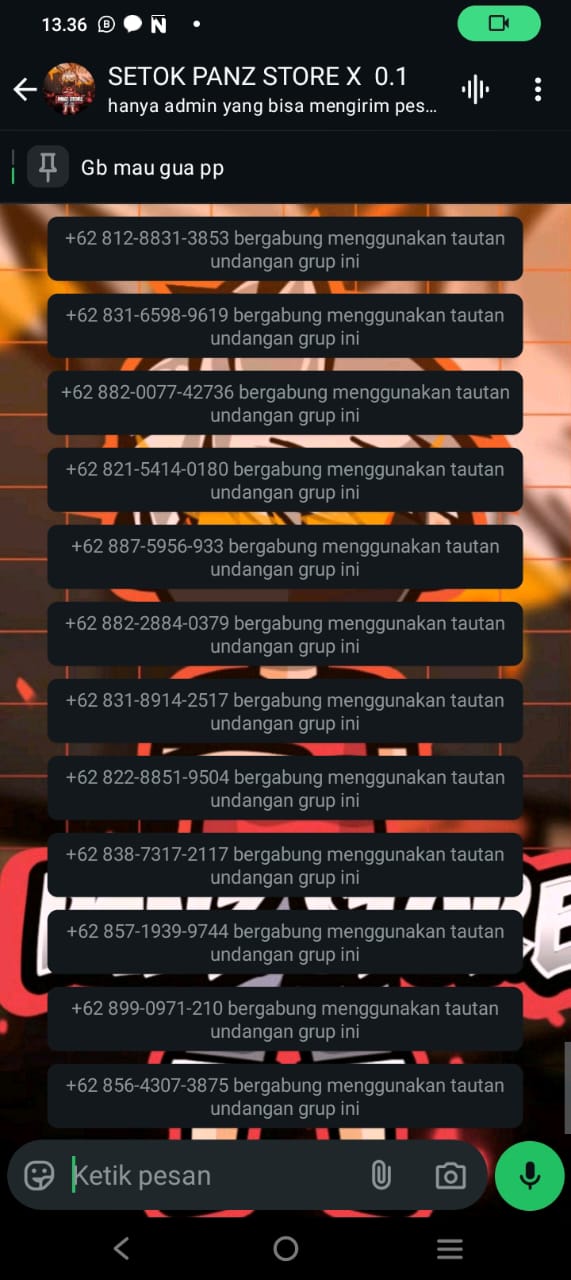 13.36
SETOK PANZ STORE X 0.1
hanya admin yang bisa mengirim pes...
Gb mau gua pp
+62 812-8831-3853 bergabung menggunakan tautan
undangan grup ini
+62 831-6598-9619 bergabung menggunakan tautan
undangan grup ini
+62 882-0077-42736 bergabung menggunakan tautan
undangan grup ini
+62 821-5414-0180 bergabung menggunakan tautan
undangan grup ini
+62 887-5956-933 bergabung menggunakan tautan
undangan grup ini
+62 882-2884-0379 bergabung menggunakan tautan
undangan grup ini
+62 831-8914-2517 bergabung menggunakan tautan
undangan grup ini
+62 822-8851-9504 bergabung menggunakan tautan
undangan grup ini
+62 838-7317-2117 bergabung menggunakan tautan
undangan grup ini
+62 857-1939-9744 bergabung menggunakan tautan
undangan grup ini
+62 899-0971-210 bergabung menggunakan tautan
undangan grup ini
+62 856-4307-3875 bergabung menggunakan tautan
undangan grup ini
Ketik pesan